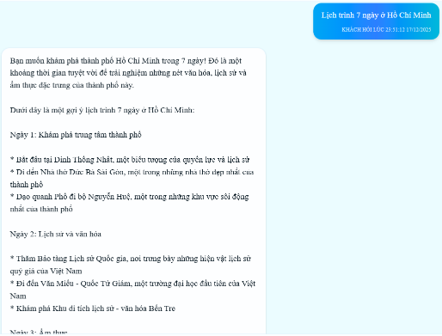 Lịch trình 7 ngày ở Hồ Chí Minh
KHÁCH HỎI LÚC 23:51:12 17/12/2025
Bạn muốn khám phá thành phố Hồ Chí Minh trong 7 ngày! Đó là một
khoảng thời gian tuyệt vời để trải nghiệm những nét văn hóa, lịch sử và
ẩm thực đặc trưng của thành phố này.
Dưới đây là một gợi ý lịch trình 7 ngày ở Hồ Chí Minh:
Ngày 1: Khám phá trung tâm thành phố
* Bắt đầu tại Dinh Thống Nhất, một biểu tượng của quyền lực và lịch sử
* Đi đến Nhà thờ Đức Bà Sài Gòn, một trong những nhà thờ đẹp nhất của
thành phố
* Dạo quanh Phố đi bộ Nguyễn Huệ, một trong những khu vực sôi động
nhất của thành phố
Ngày 2: Lịch sử và văn hóa
* Thăm Bảo tàng Lịch sử Quốc gia, nơi trưng bày những hiện vật lịch sử
quý giá của Việt Nam
* Đi đến Văn Miếu - Quốc Tử Giám, một trường đại học đầu tiên của Việt
Nam
* Khám phá Khu di tích lịch sử - văn hóa Bến Tre
Ngày 3: Ẩm thực